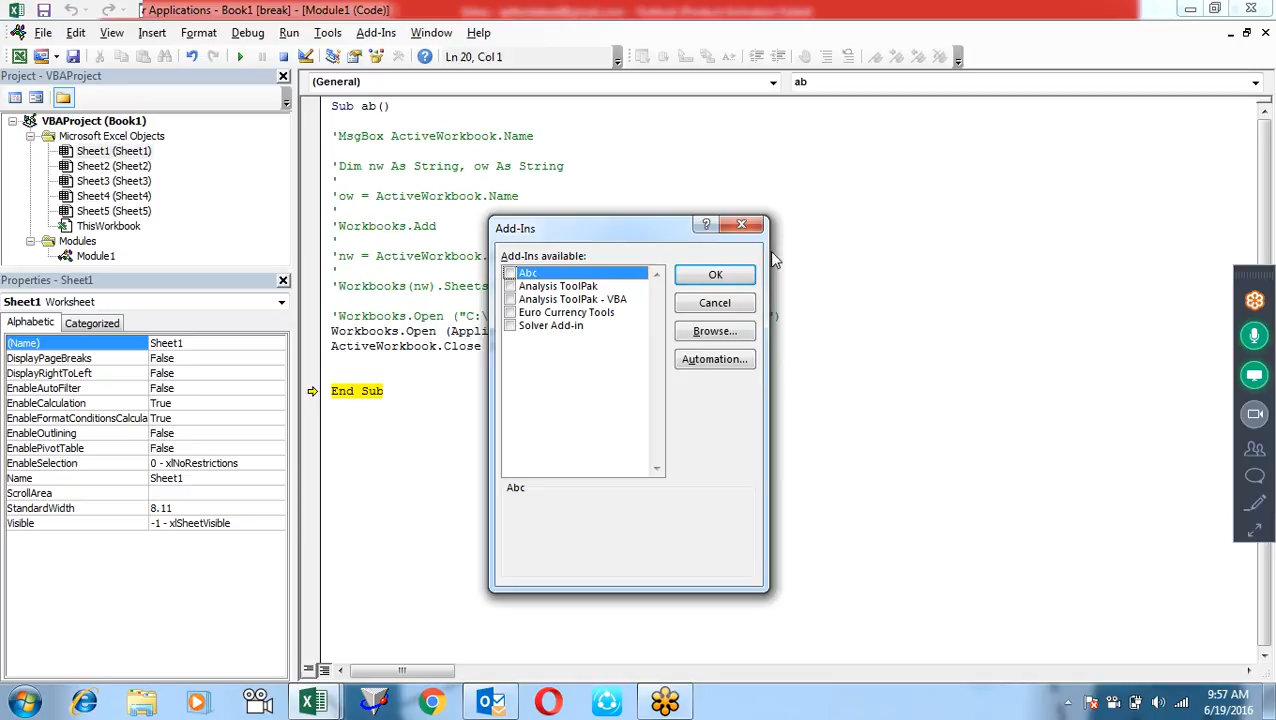 Applications - Book1 [break] - [Module1 (Code)]
File Edit View Insert Format Debug Run Tools Add-Ins Window Help
Ln 20, Col 1
Project - VBAProject
(General)
ab
VBAProject (Book1)
Microsoft Excel Objects
Sheet1 (Sheet1)
Sheet2 (Sheet2)
Sheet3 (Sheet3)
Sheet4 (Sheet4)
Sheet5 (Sheet5)
ThisWorkbook
Modules
Module1
Properties - Sheet1
Sheet1 Worksheet
Alphabetic Categorized
(Name) Sheet1
DisplayPageBreaks False
DisplayRightToLeft False
EnableAutoFilter False
EnableCalculation True
EnableFormatConditionsCalcula True
EnableOutlining False
EnablePivotTable False
EnableSelection 0 - xlNoRestrictions
Name Sheet1
ScrollArea
StandardWidth 8.11
Visible -1 - xlSheetVisible
Sub ab()
'MsgBox ActiveWorkbook.Name
'Dim nw As String, ow As String
'
'ow = ActiveWorkbook.Name
'
'Workbooks.Add
'
'nw = ActiveWorkbook.
'
'Workbooks(nw).Sheets
'Workbooks.Open ("C:\ )
Workbooks.Open (Appli
ActiveWorkbook.Close
End Sub
Add-Ins
Add-Ins available:
Abc
Analysis ToolPak
Analysis ToolPak - VBA
Euro Currency Tools
Solver Add-in
OK
Cancel
Browse...
Automation...
Abc
9:57 AM
6/19/2016